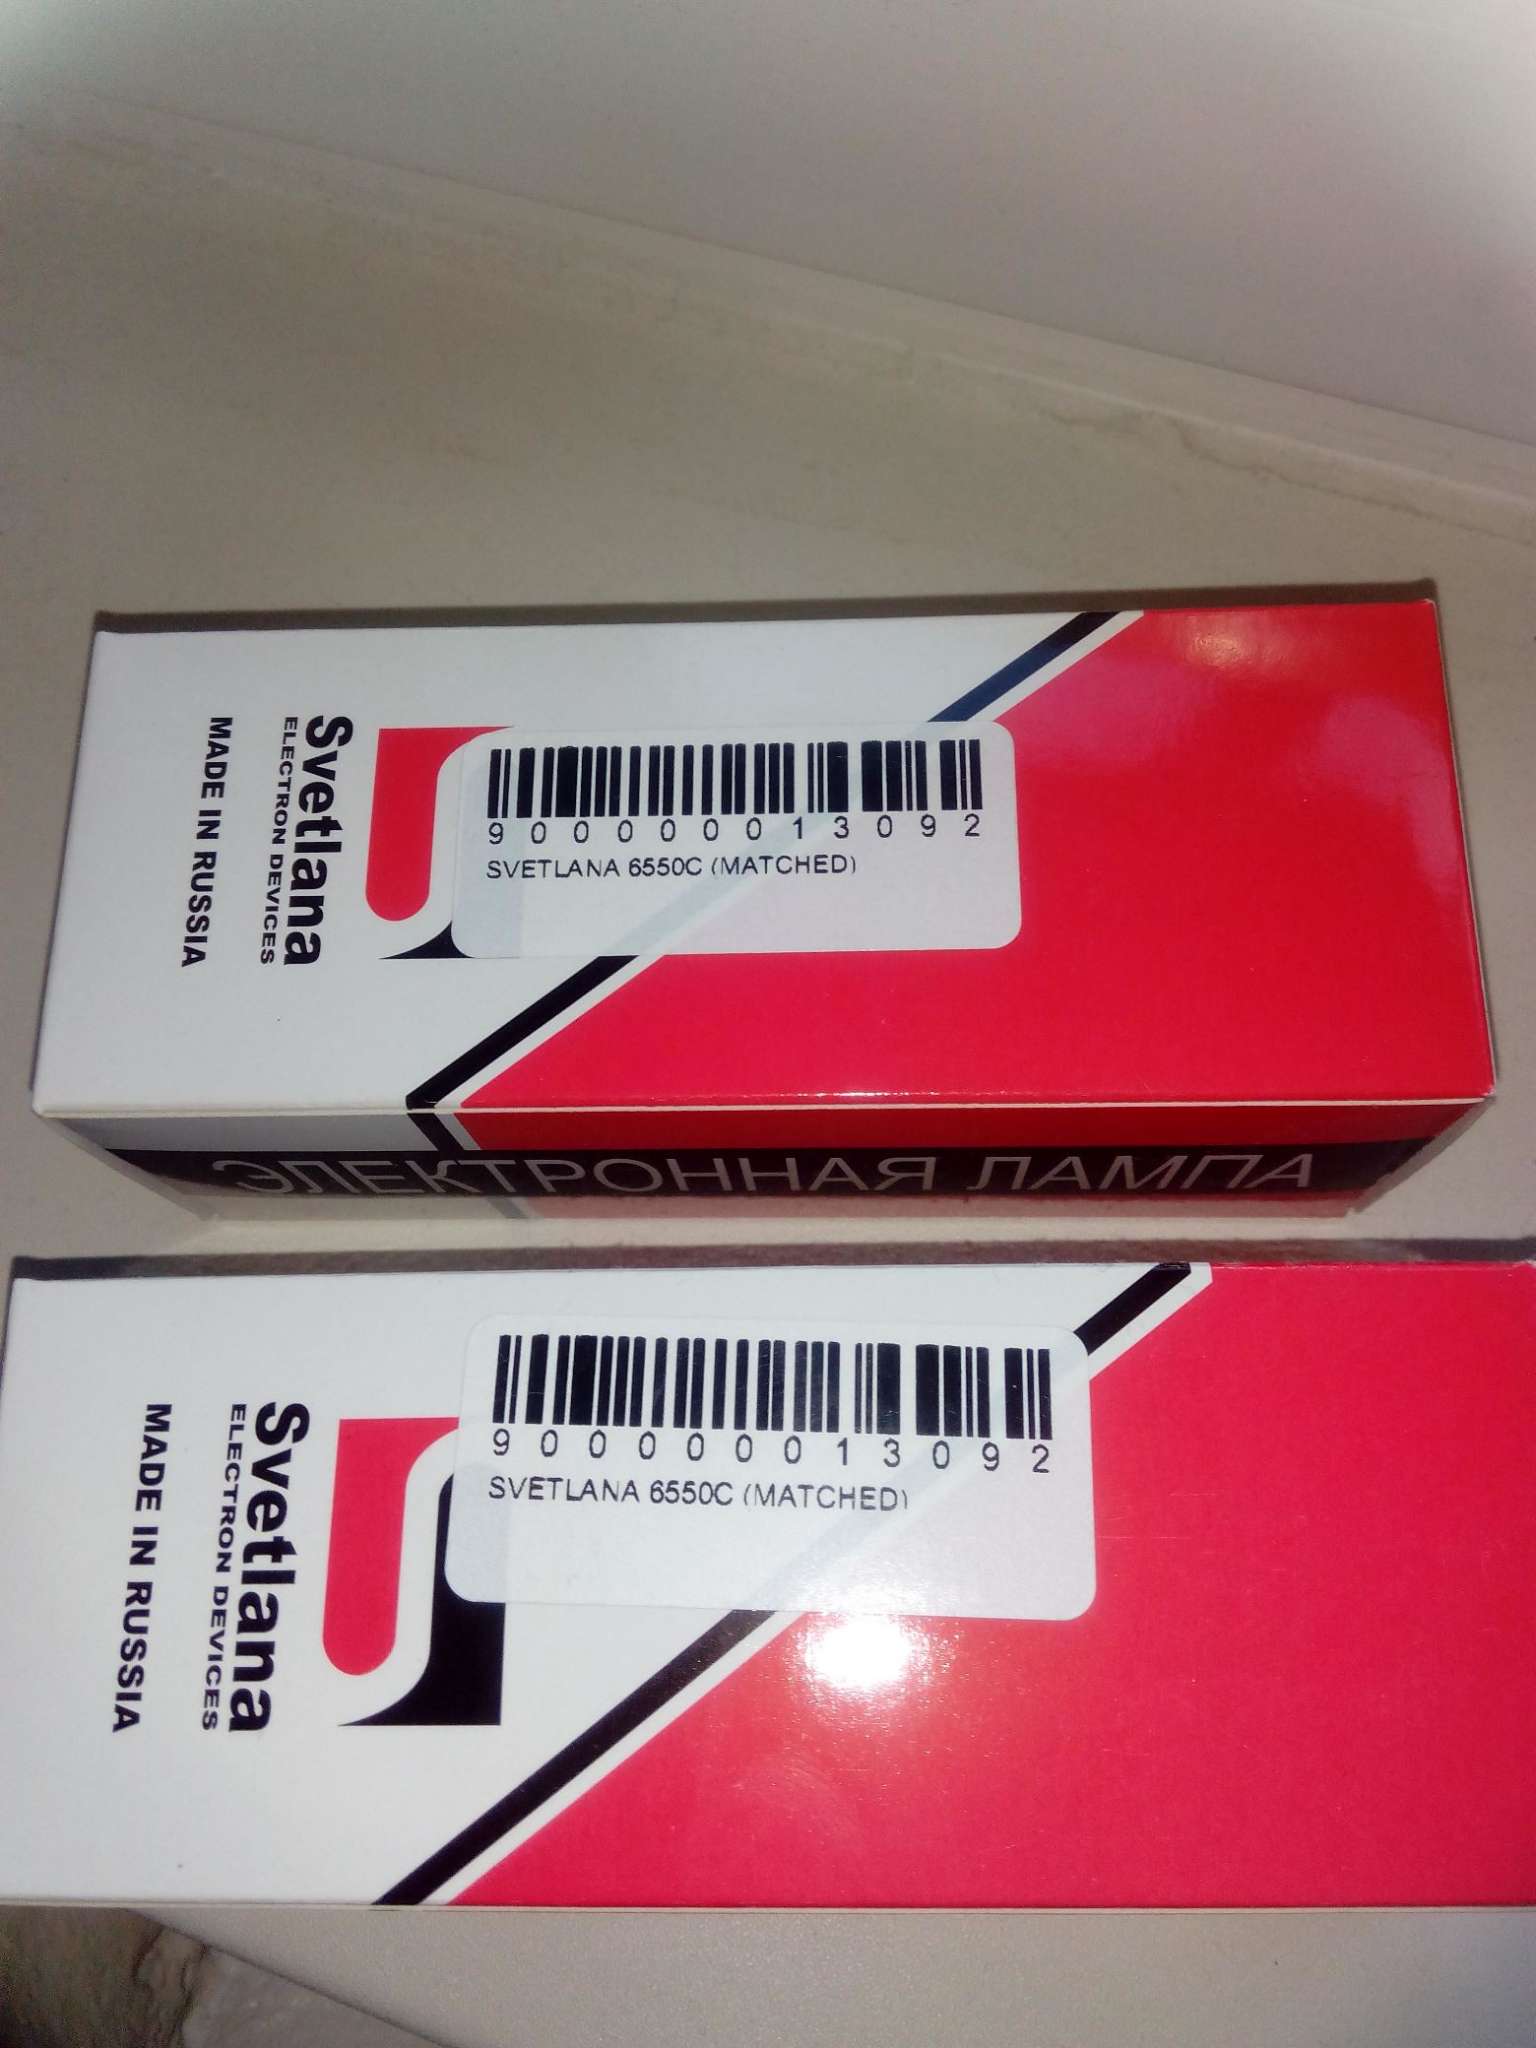 Svetlana
ELECTRON DEVICES
MADE IN RUSSIA
9000000013092
SVETLANA 6550C (MATCHED)
ЭЛЕКТРОННАЯ ЛАМПА
Svetlana
ELECTRON DEVICES
MADE IN RUSSIA
9000000013092
SVETLANA 6550C (MATCHED)